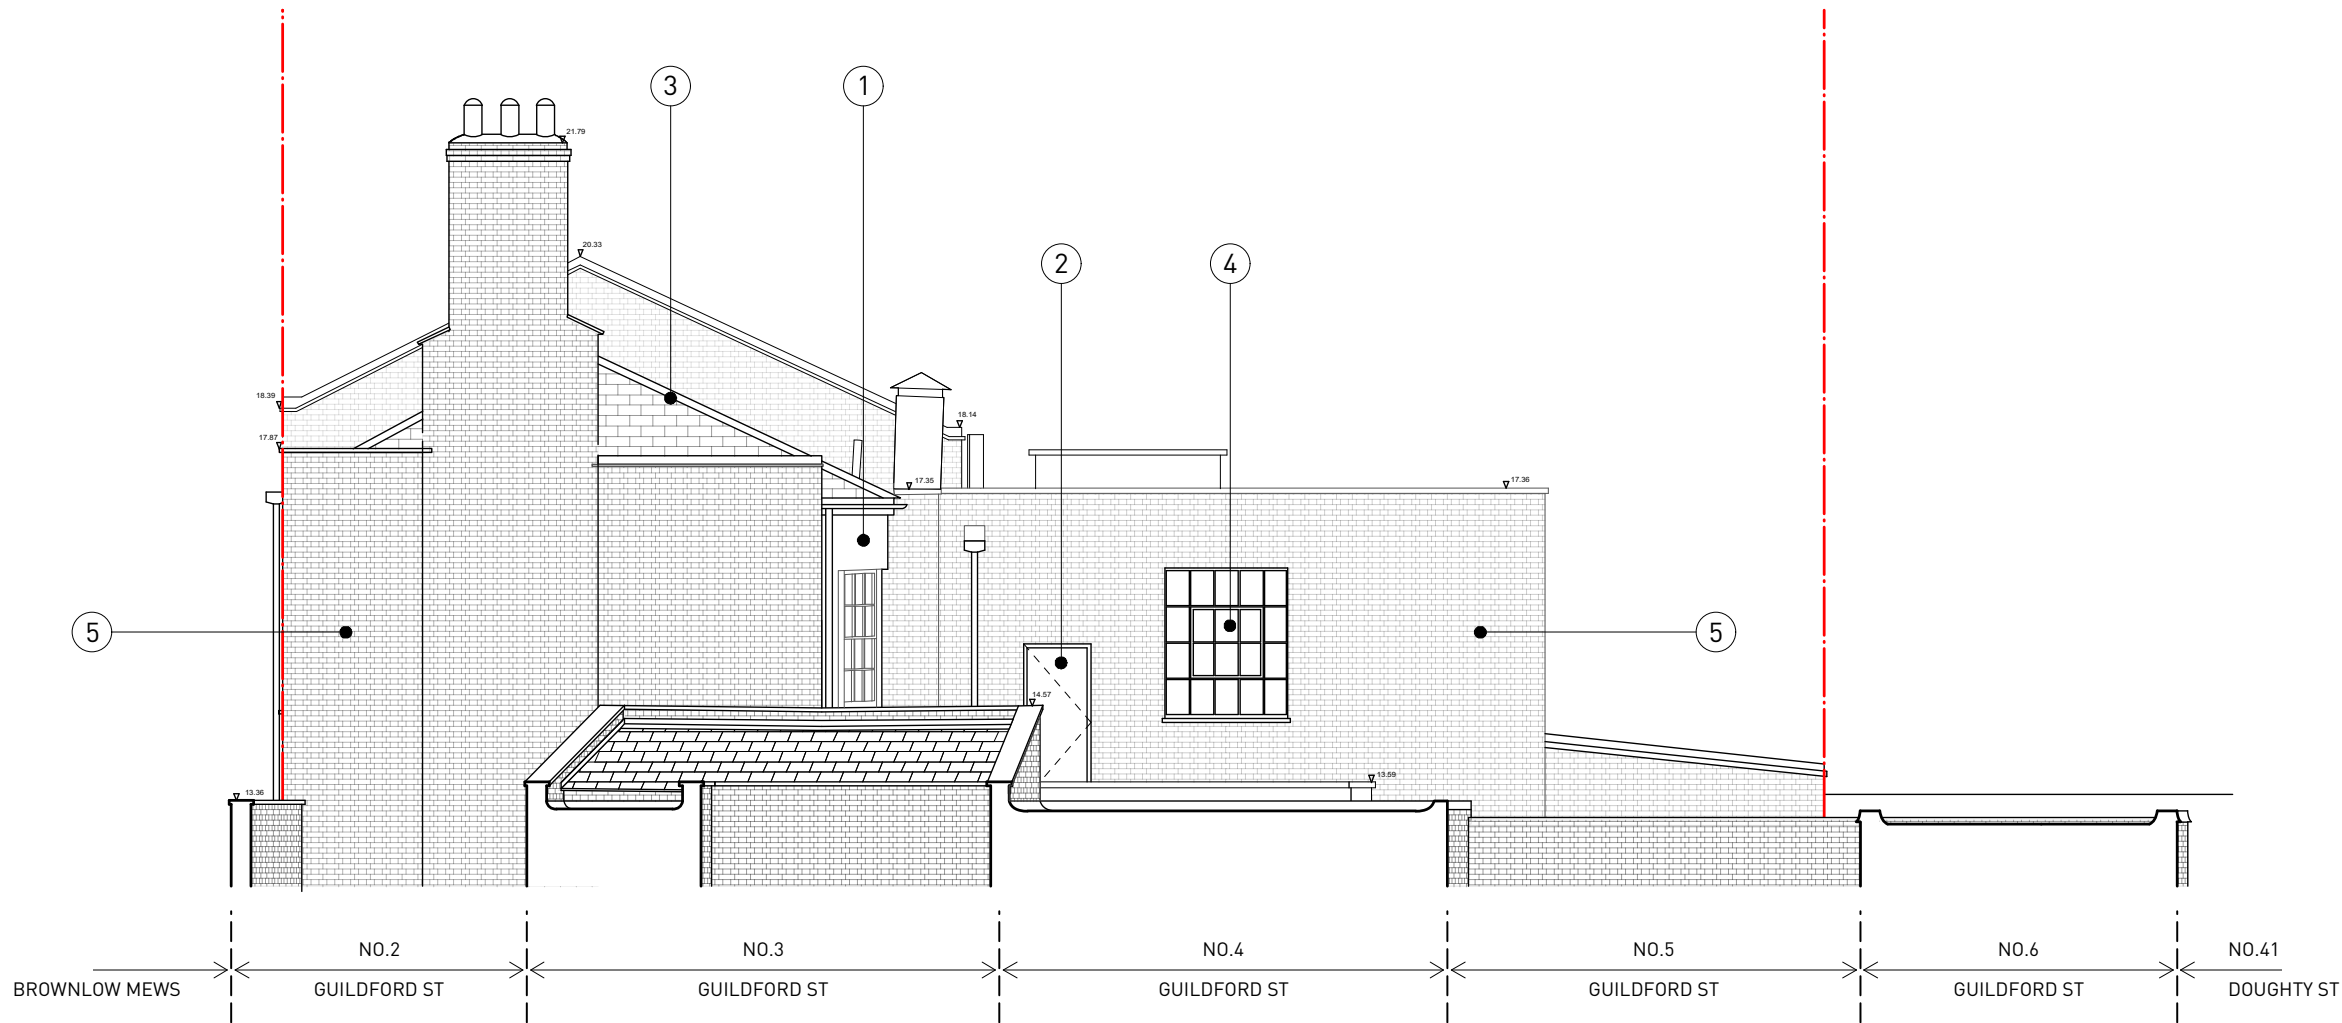 3
1
21.79
20.33
2
4
18.39
18.14
17.87
17.35
17.36
5
5
14.57
13.59
13.36
NO.2
NO.3
NO.4
NO.5
NO.6
NO.41
BROWNLOW MEWS
GUILDFORD ST
GUILDFORD ST
GUILDFORD ST
GUILDFORD ST
GUILDFORD ST
DOUGHTY ST